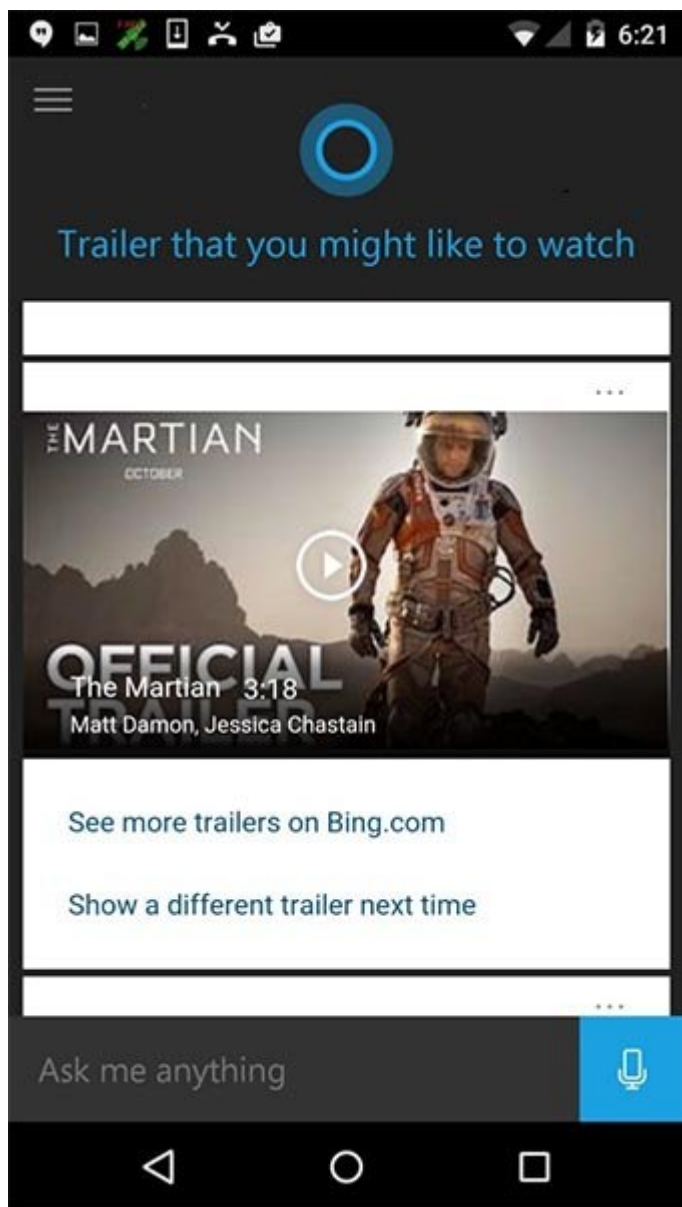 6:21
Trailer that you might like to watch
THE MARTIAN
OCTOBER
OFFICIAL
TRAILER
The Martian 3:18
Matt Damon, Jessica Chastain
See more trailers on Bing.com
Show a different trailer next time
Ask me anything